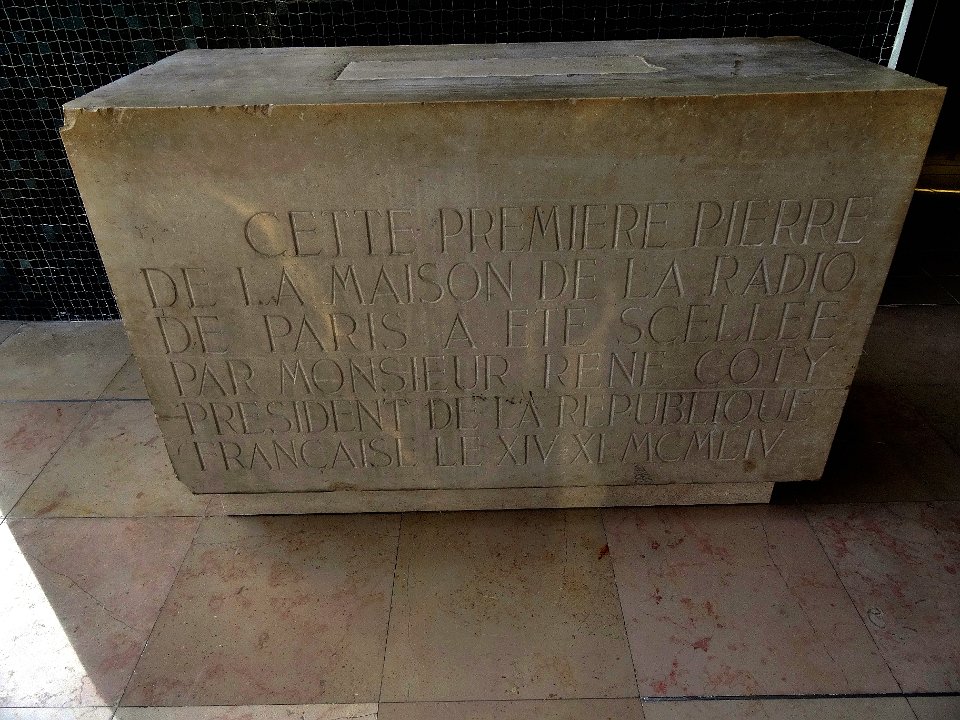 CETTE PREMIERE PIERRE
DE LA MAISON DE LA RADIO
DE PARIS A ETE SCELLEE
PAR MONSIEUR RENE COTY
PRESIDENT DE LA REPUBLIQUE
FRANÇAISE LE XIV XI MCMLIV